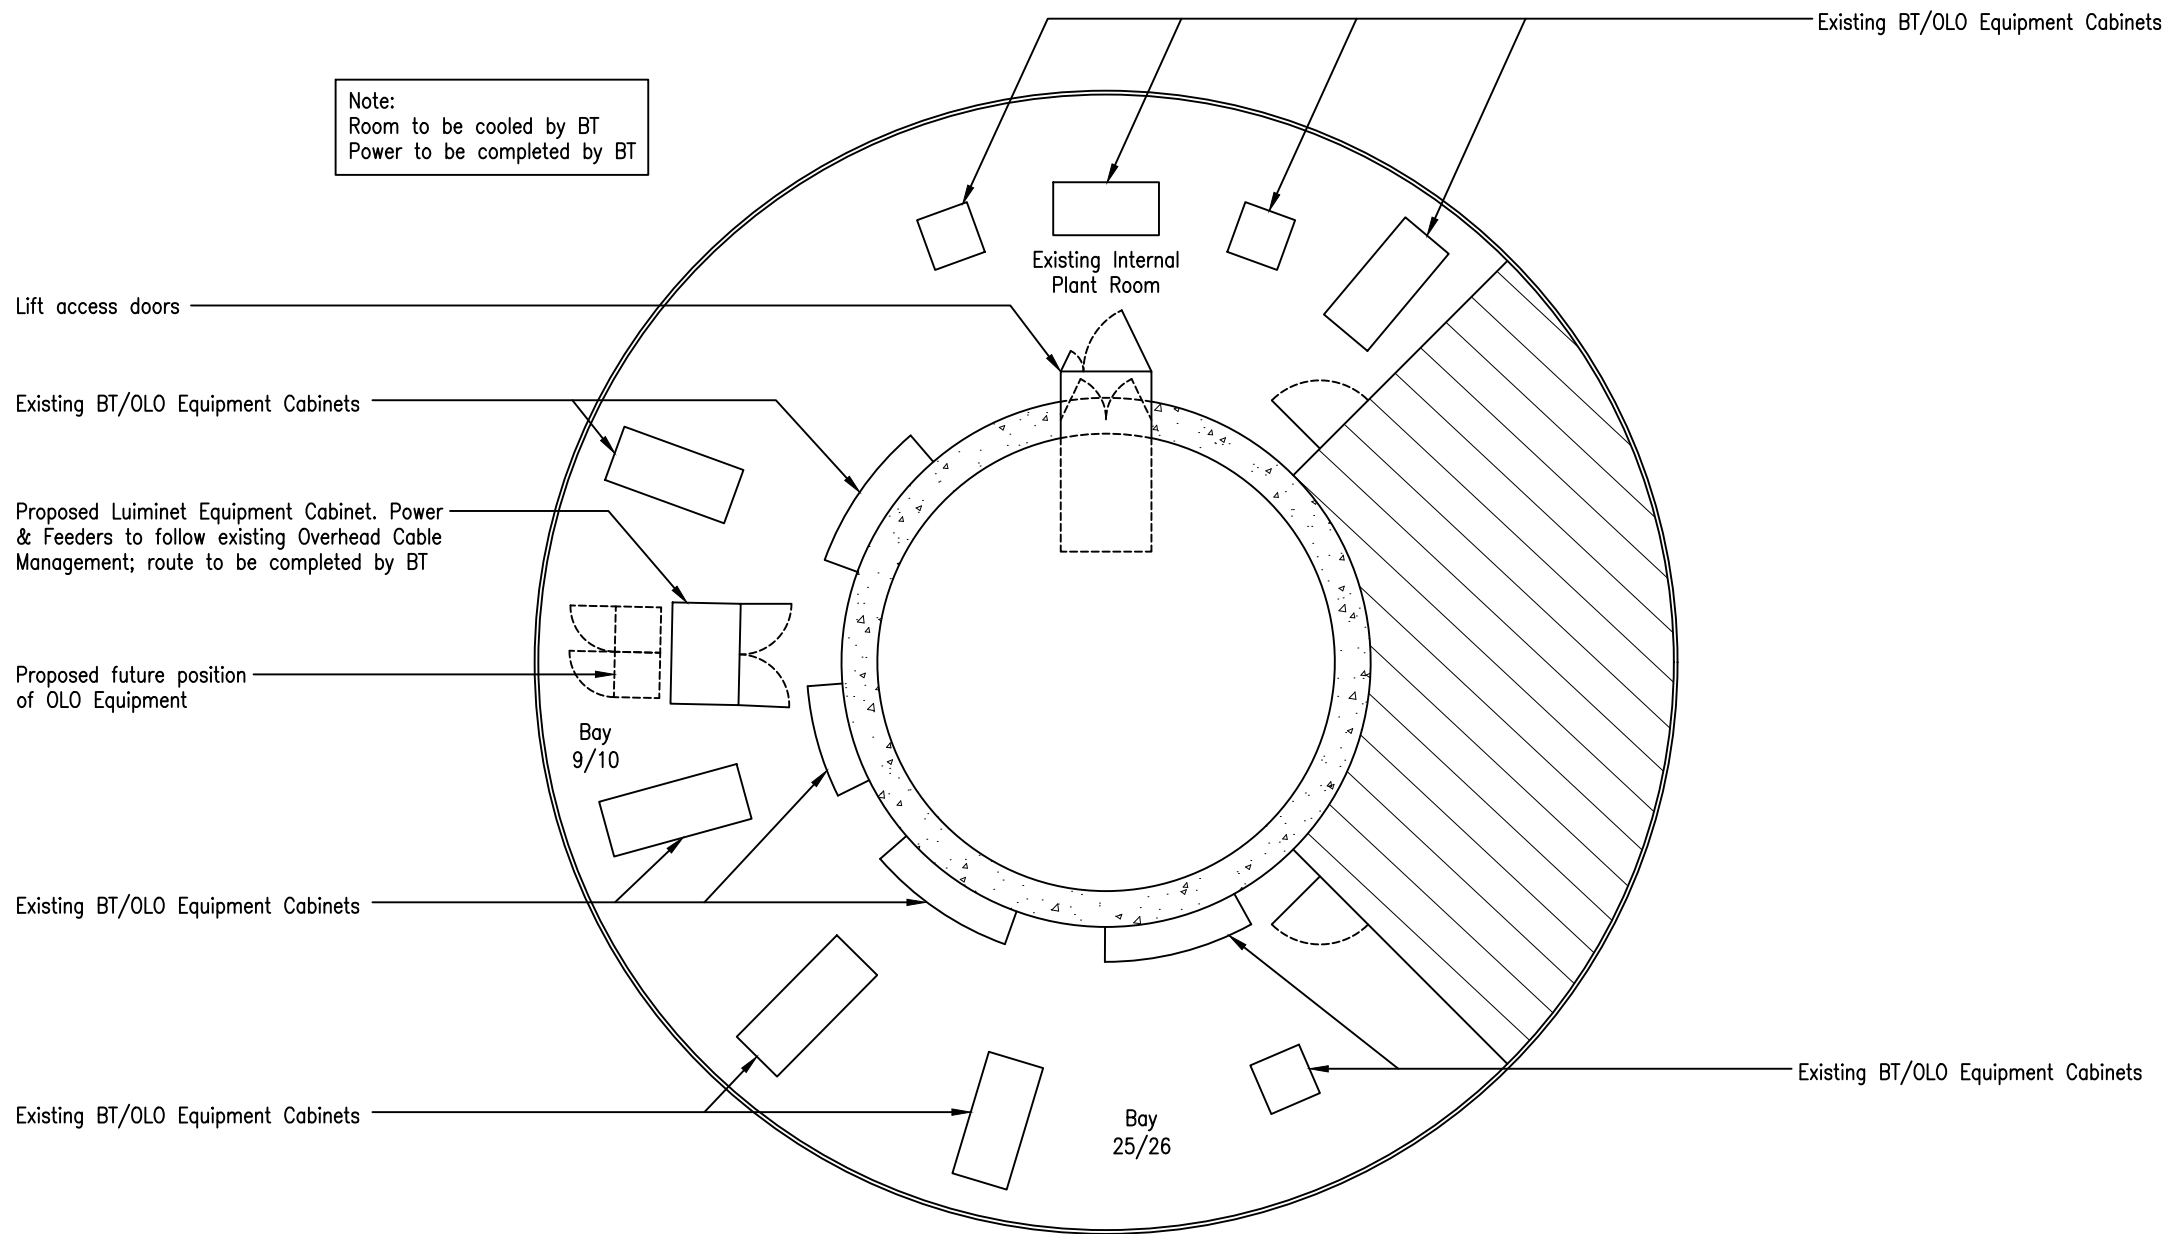 Existing BT/OLO Equipment Cabinets
Note:
Room to be cooled by BT
Power to be completed by BT
Existing Internal
Plant Room
Lift access doors
Existing BT/OLO Equipment Cabinets
Proposed Luiminet Equipment Cabinet. Power
& Feeders to follow existing Overhead Cable
Management; route to be completed by BT
Proposed future position
of OLO Equipment
Bay
9/10
Existing BT/OLO Equipment Cabinets
Existing BT/OLO Equipment Cabinets
Existing BT/OLO Equipment Cabinets
Bay
25/26